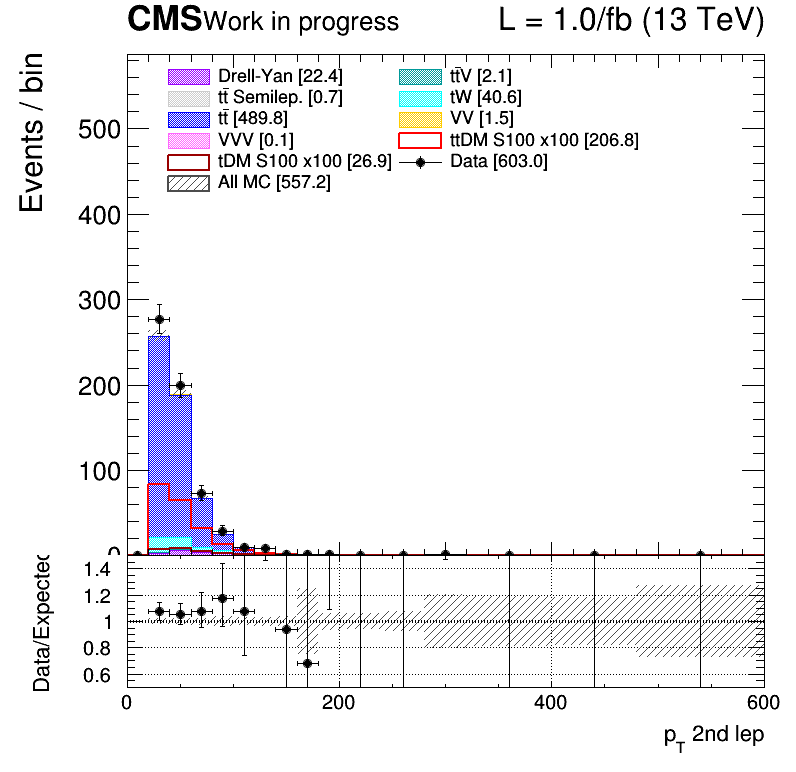 CMS Work in progress L = 1.0/fb (13 TeV)
Events / bin
Drell-Yan [22.4] tt̄V [2.1]
tt̄ Semilep. [0.7] tW [40.6]
tt̄ [489.8] VV [1.5]
VVV [0.1] ttDM S100 x100 [206.8]
tDM S100 x100 [26.9] Data [603.0]
All MC [557.2]
500
400
300
200
100
0
Data/Expected
1.4
1.2
1
0.8
0.6
0 200 400 600
p_T 2nd lep